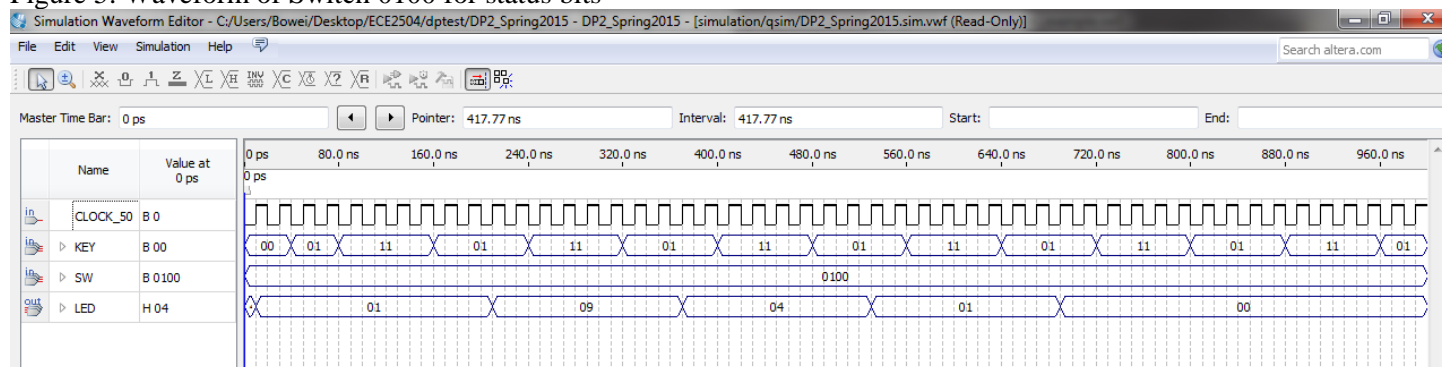 Figure 5: Waveform of Switch 0100 for status bits
Simulation Waveform Editor - C:/Users/Bowei/Desktop/ECE2504/dptest/DP2_Spring2015 - DP2_Spring2015 - [simulation/qsim/DP2_Spring2015.sim.vwf (Read-Only)]
File Edit View Simulation Help
Search altera.com
Master Time Bar: 0 ps Pointer: 417.77 ns Interval: 417.77 ns Start: End:
Name Value at 0 ps
0 ps 80.0 ns 160.0 ns 240.0 ns 320.0 ns 400.0 ns 480.0 ns 560.0 ns 640.0 ns 720.0 ns 800.0 ns 880.0 ns 960.0 ns
0 ps
in CLOCK_50 B 0
in KEY B 00 00 01 11 01 11 01 11 01 11 01 11 01 11 01
in SW B 0100 0100
out LED H 04 01 09 04 01 00